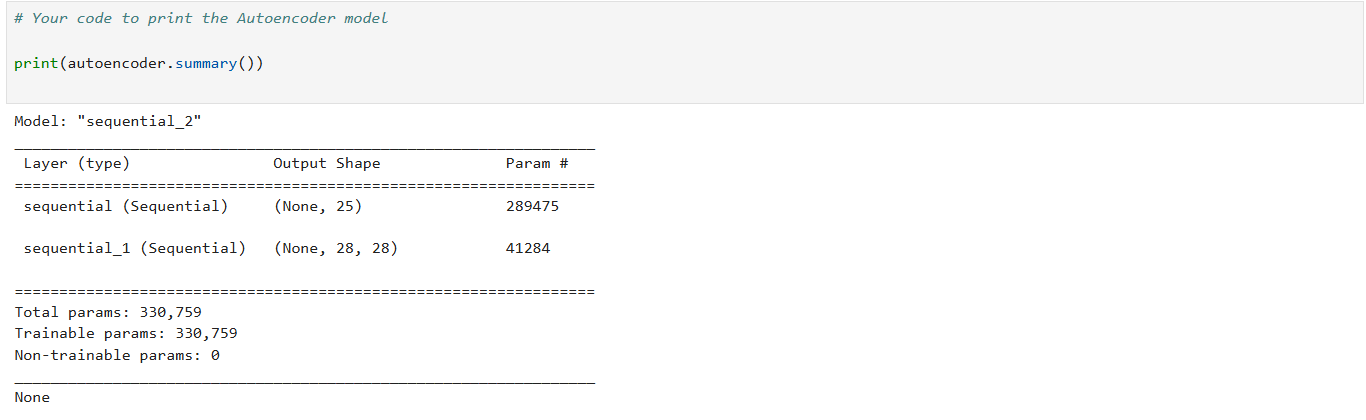 # Your code to print the Autoencoder model
print(autoencoder.summary())
Model: "sequential_2"
_________________________________________________________________
Layer (type) Output Shape Param #
=================================================================
sequential (Sequential) (None, 25) 289475
sequential_1 (Sequential) (None, 28, 28) 41284
=================================================================
Total params: 330,759
Trainable params: 330,759
Non-trainable params: 0
_________________________________________________________________
None